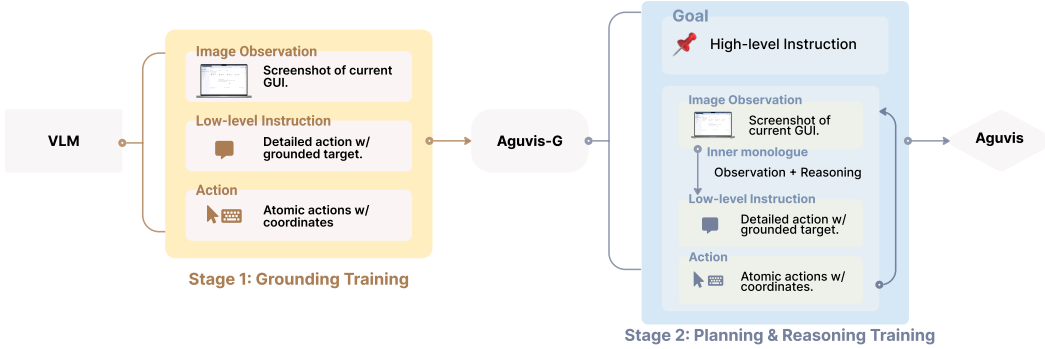 VLM
Image Observation
Screenshot of current
GUI.
Low-level Instruction
Detailed action w/
grounded target.
Action
Atomic actions w/
coordinates
Stage 1: Grounding Training
Aguvis-G
Goal
High-level Instruction
Image Observation
Screenshot of
current GUI.
Inner monologue
Observation + Reasoning
Low-level Instruction
Detailed action w/
grounded target.
Action
Atomic actions w/
coordinates.
Stage 2: Planning & Reasoning Training
Aguvis